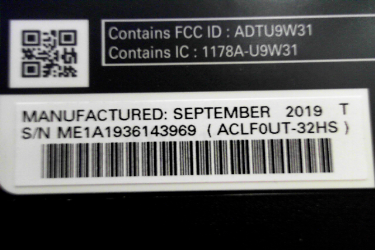 Contains FCC ID : ADTU9W31
Contains IC : 1178A-U9W31
MANUFACTURED: SEPTEMBER 2019 T
S/N ME1A1936143969 ( ACLF0UT-32HS )